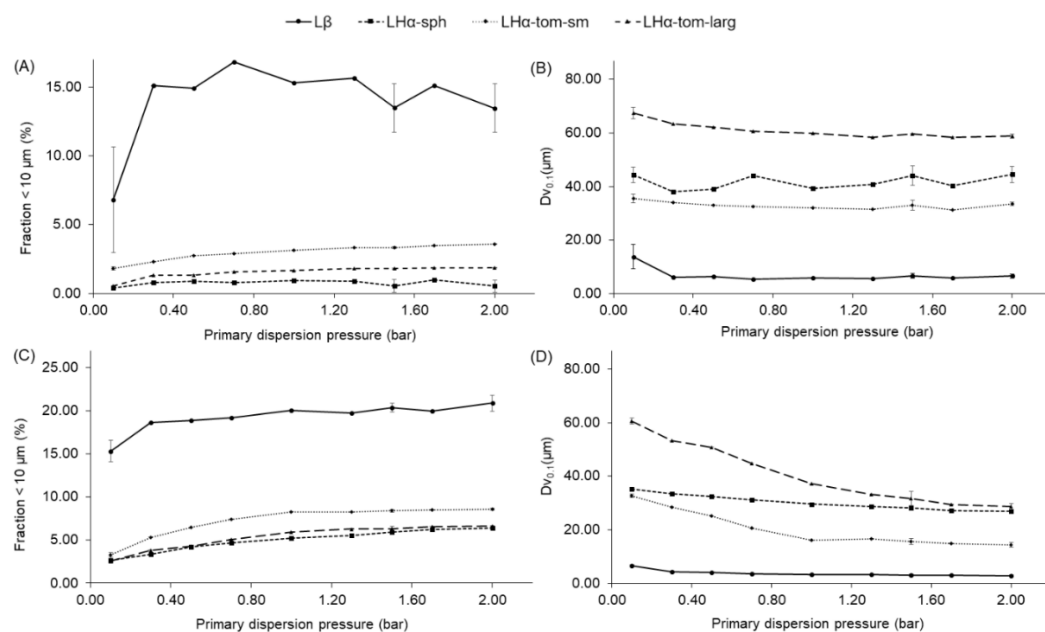 Lβ LHα-sph LHα-tom-sm LHα-tom-larg
(A)
Fraction < 10 µm (%)
15.00
10.00
5.00
0.00
0.00 0.40 0.80 1.20 1.60 2.00
Primary dispersion pressure (bar)
(B)
Dv0.1(µm)
80.00
60.00
40.00
20.00
0.00
0.00 0.40 0.80 1.20 1.60 2.00
Primary dispersion pressure (bar)
(C)
Fraction < 10 µm (%)
25.00
20.00
15.00
10.00
5.00
0.00
0.00 0.40 0.80 1.20 1.60 2.00
Primary dispersion pressure (bar)
(D)
Dv0.1(µm)
80.00
60.00
40.00
20.00
0.00
0.00 0.40 0.80 1.20 1.60 2.00
Primary dispersion pressure (bar)